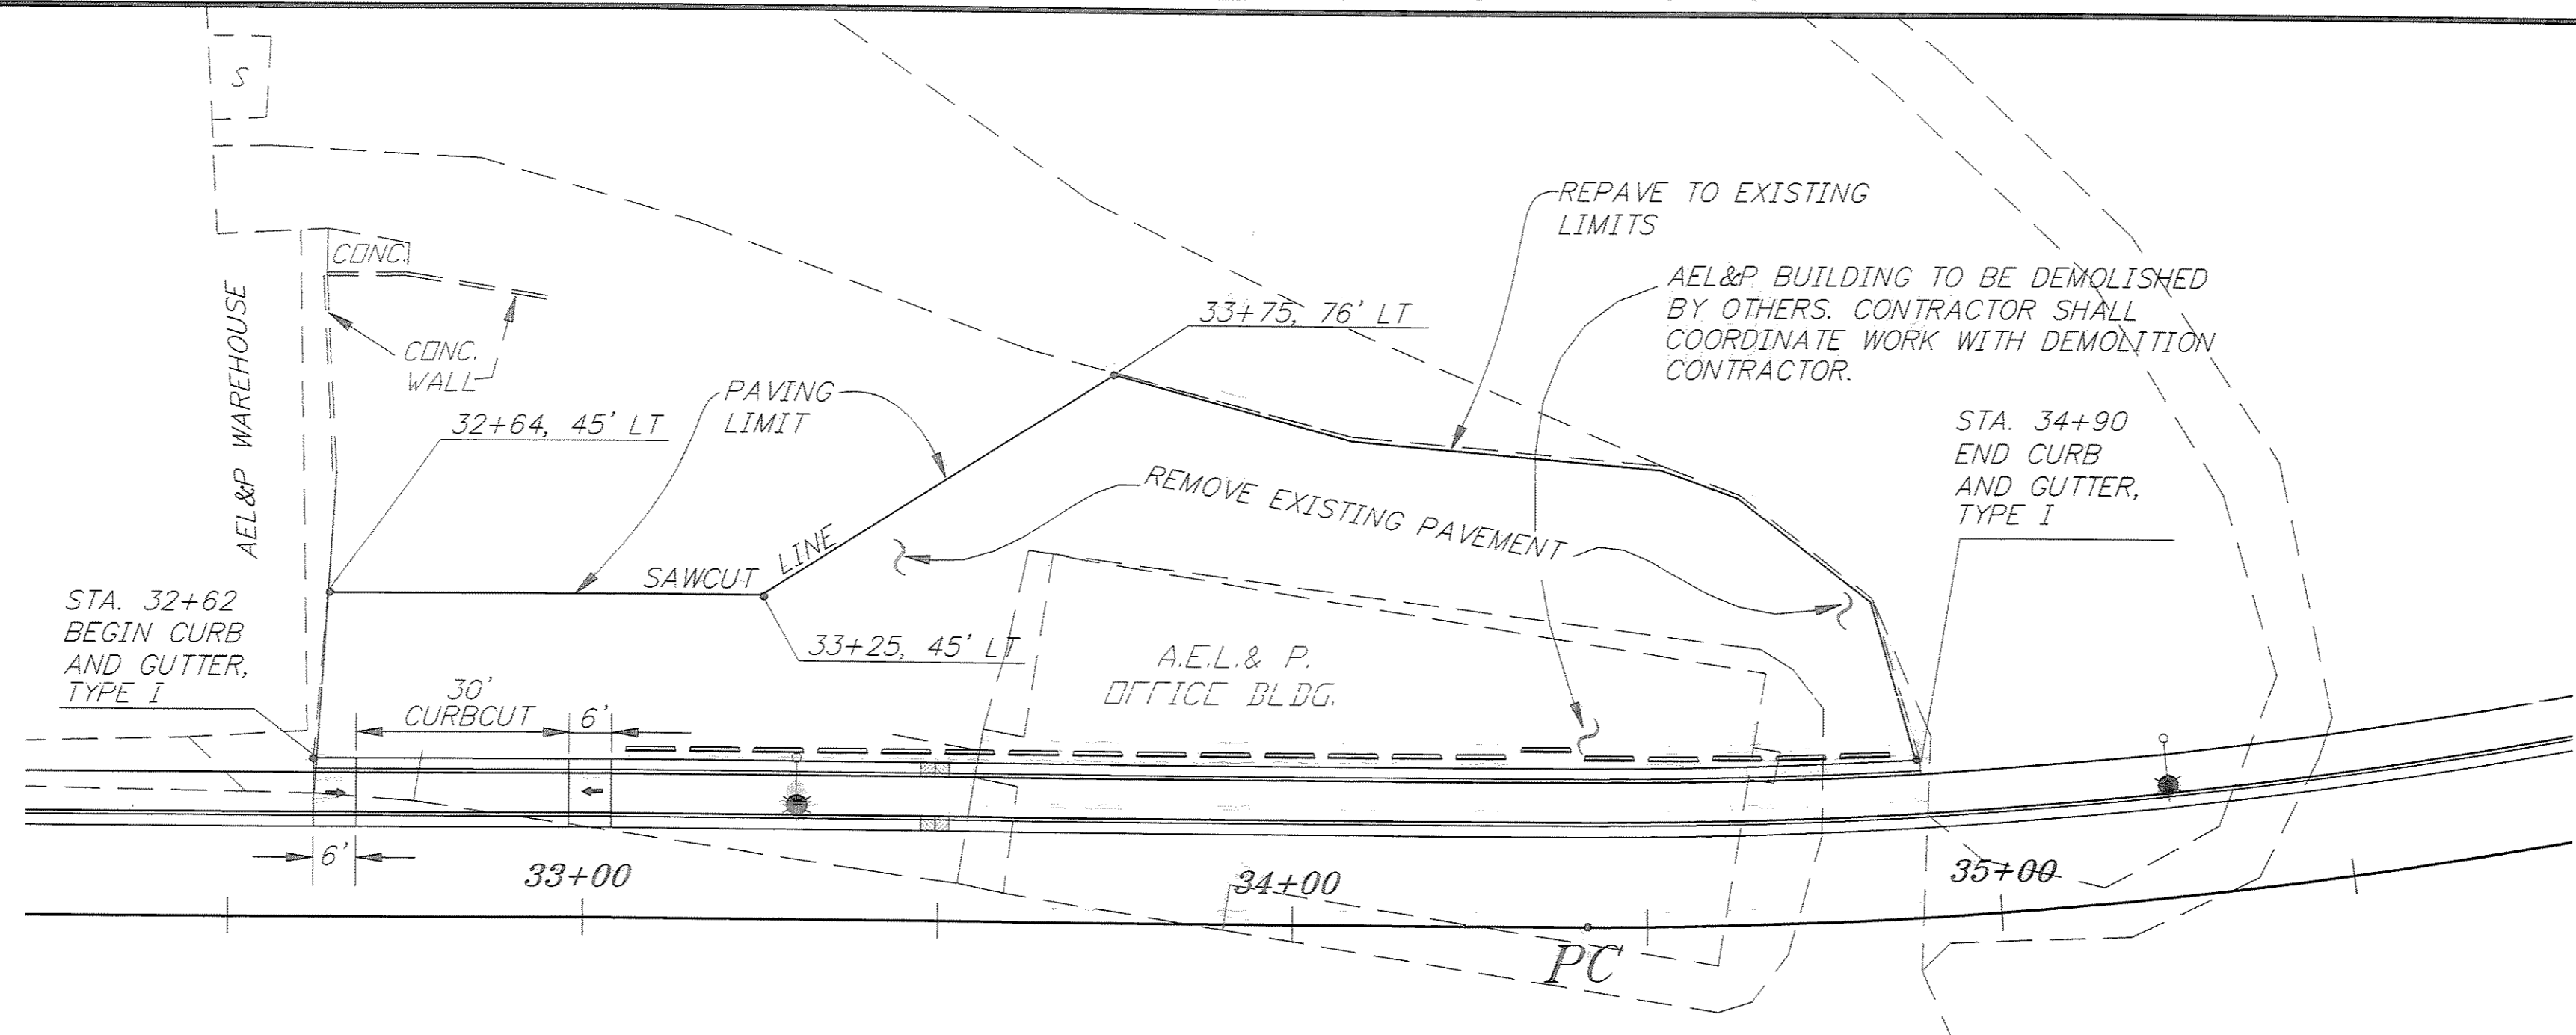 S
REPAVE TO EXISTING
LIMITS
CONC.
AEL&P BUILDING TO BE DEMOLISHED
BY OTHERS. CONTRACTOR SHALL
COORDINATE WORK WITH DEMOLITION
CONTRACTOR.
AEL&P WAREHOUSE
33+75, 76' LT
CONC.
WALL
PAVING
LIMIT
32+64, 45' LT
STA. 34+90
END CURB
AND GUTTER,
TYPE I
REMOVE EXISTING PAVEMENT
SAWCUT LINE
STA. 32+62
BEGIN CURB
AND GUTTER,
TYPE I
33+25, 45' LT
A.E.L.& P.
OFFICE BLDG.
30'
CURBCUT
6'
6'
33+00
34+00
35+00
PC